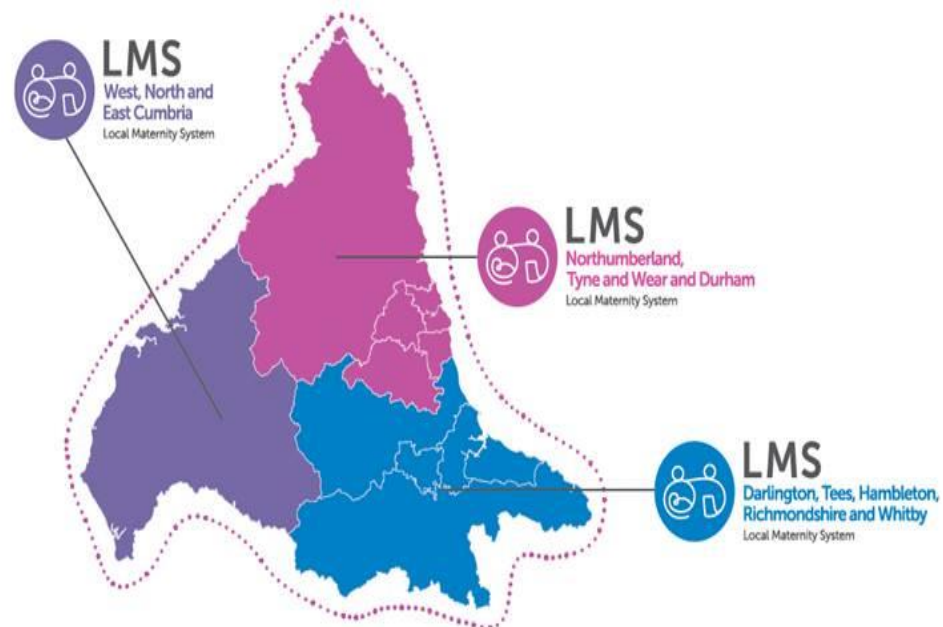 LMS
West, North and
East Cumbria
Local Maternity System
LMS
Northumberland,
Tyne and Wear and Durham
Local Maternity System
LMS
Darlington, Tees, Hambleton,
Richmondshire and Whitby
Local Maternity System